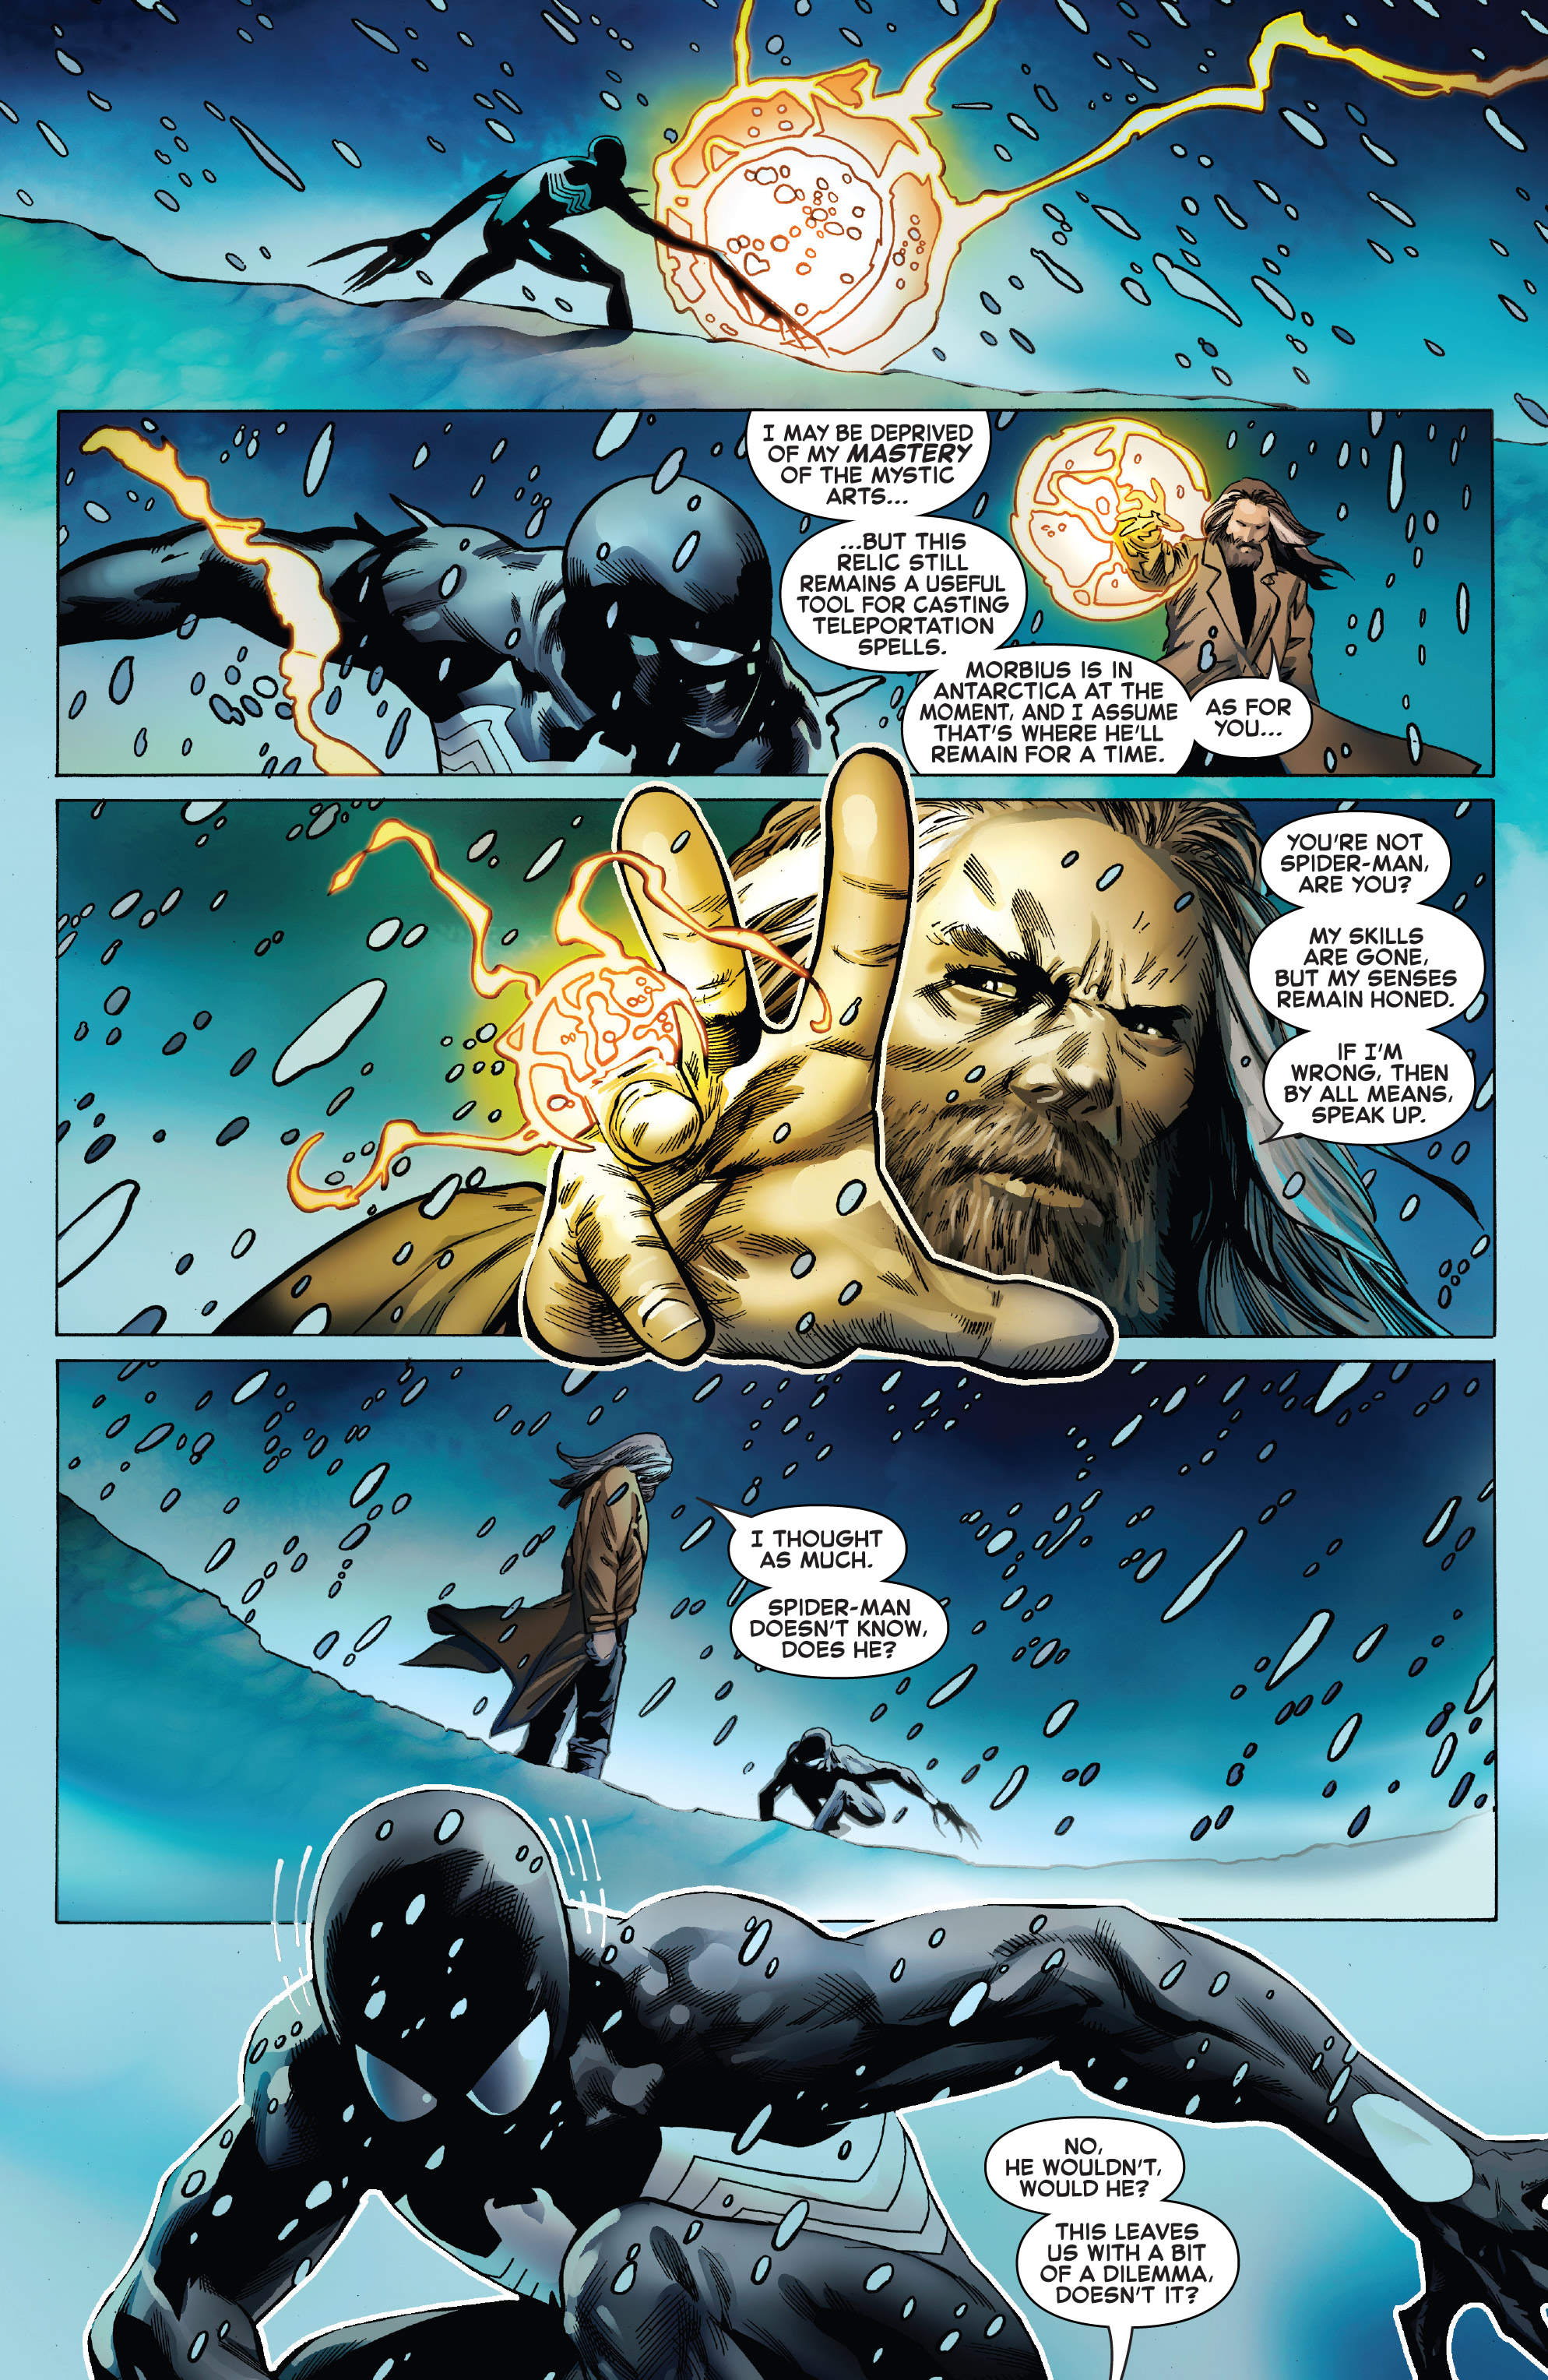 I MAY BE DEPRIVED
OF MY MASTERY
OF THE MYSTIC
ARTS...
...BUT THIS
RELIC STILL
REMAINS A USEFUL
TOOL FOR CASTING
TELEPORTATION
SPELLS.
MORBIUS IS IN
ANTARCTICA AT THE
MOMENT, AND I ASSUME
THAT'S WHERE HE'LL
REMAIN FOR A TIME.
AS FOR
YOU...
YOU'RE NOT
SPIDER-MAN,
ARE YOU?
MY SKILLS
ARE GONE,
BUT MY SENSES
REMAIN HONED.
IF I'M
WRONG, THEN
BY ALL MEANS,
SPEAK UP.
I THOUGHT
AS MUCH.
SPIDER-MAN
DOESN'T KNOW,
DOES HE?
NO,
HE WOULDN'T,
WOULD HE?
THIS LEAVES
US WITH A BIT
OF A DILEMMA,
DOESN'T IT?